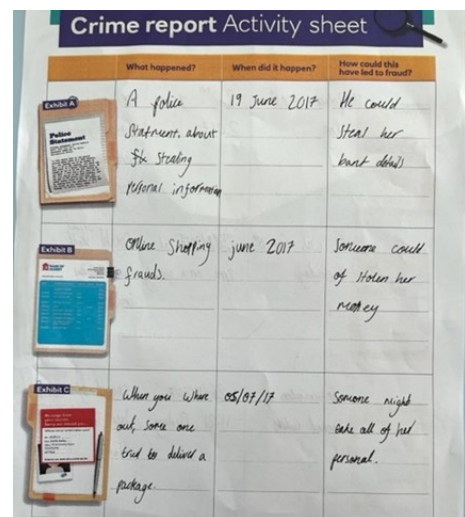 Crime report Activity sheet
What happened?
When did it happen?
How could this
have led to fraud?
Exhibit A
Police
Statement
A police
Statment. about
stealing
personal information
19 June 2017
He could
steal her
bank details
Exhibit B
Online Shopping
frauds.
june 2017
Someone could
of stolen her
money
Exhibit C
When you where
out, some one
tried to deliver a
package.
05/07/17
Someone might
take all of her
personal.